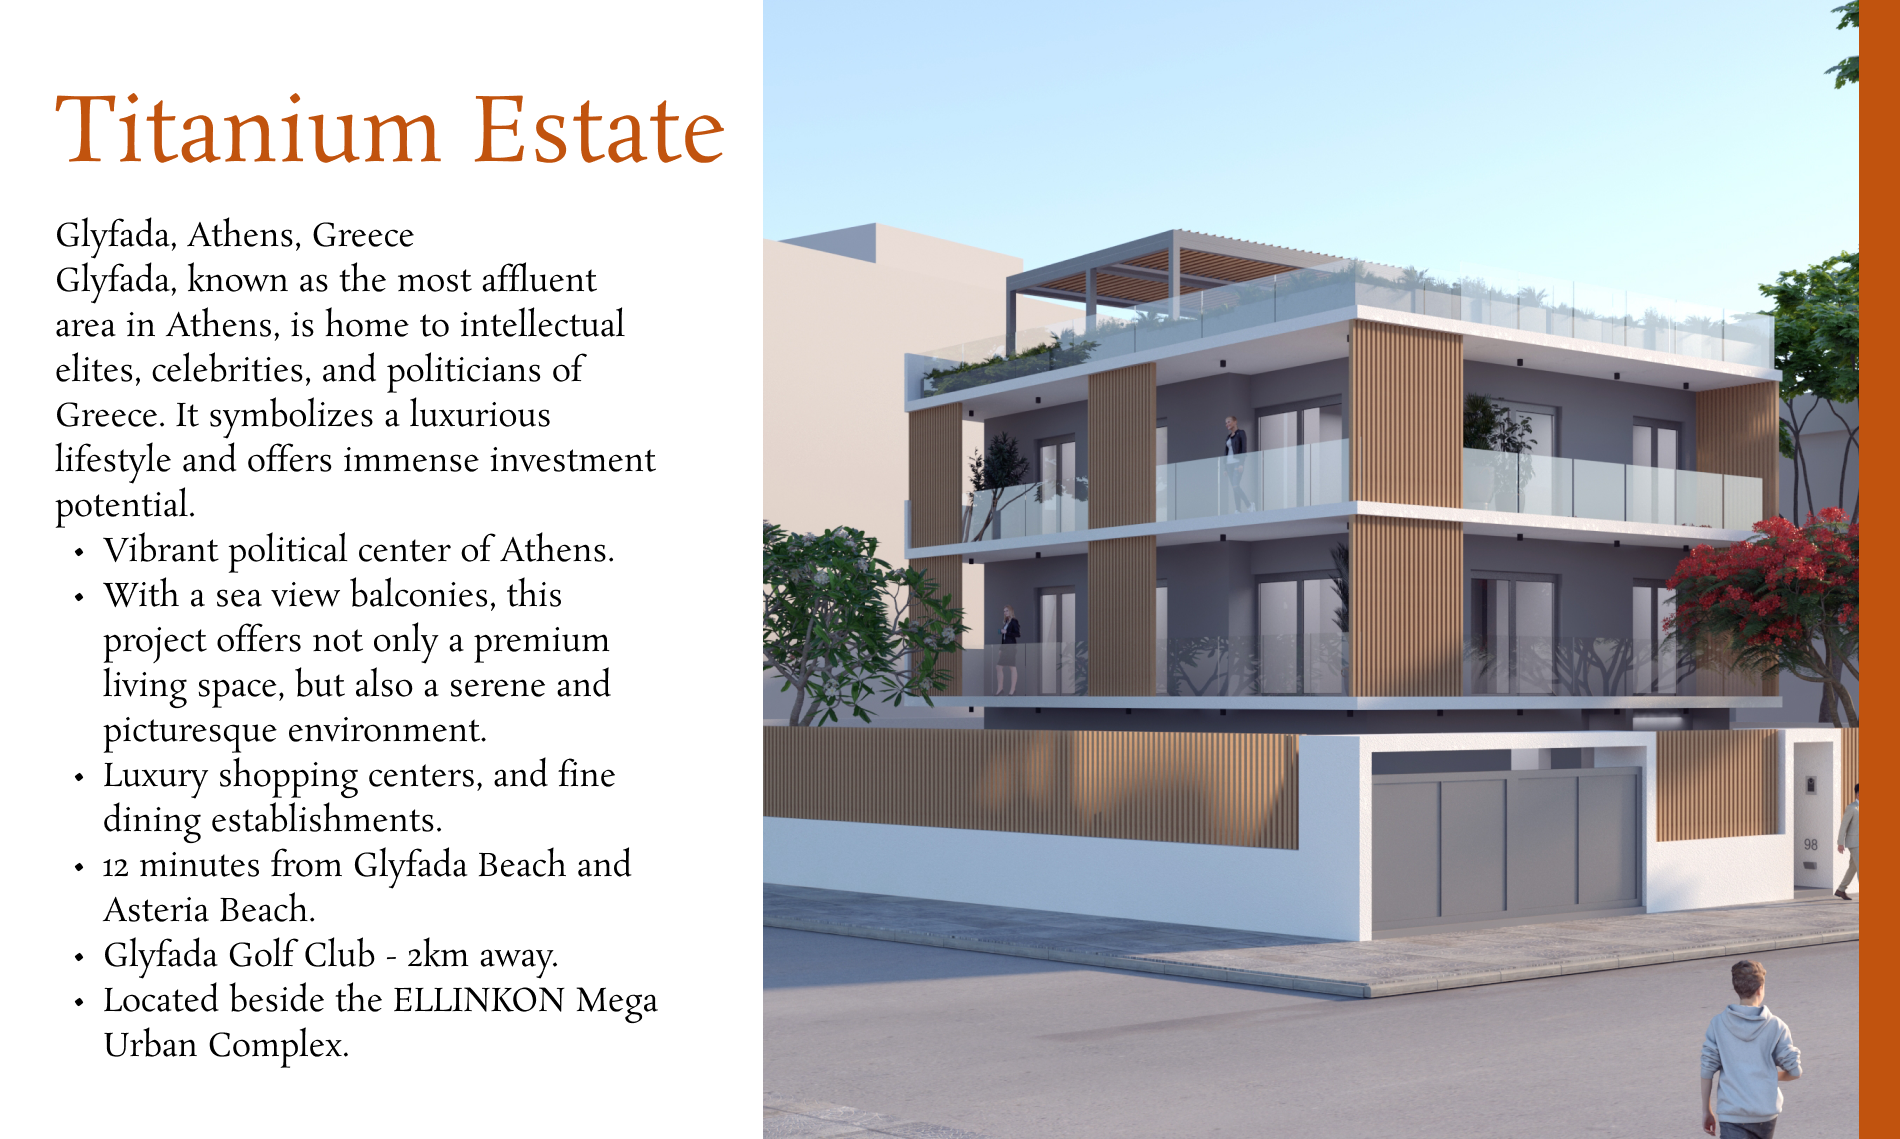 Titanium Estate
Glyfada, Athens, Greece
Glyfada, known as the most affluent
area in Athens, is home to intellectual
elites, celebrities, and politicians of
Greece. It symbolizes a luxurious
lifestyle and offers immense investment
potential.
• Vibrant political center of Athens.
• With a sea view balconies, this
project offers not only a premium
living space, but also a serene and
picturesque environment.
• Luxury shopping centers, and fine
dining establishments.
• 12 minutes from Glyfada Beach and
Asteria Beach.
• Glyfada Golf Club - 2km away.
• Located beside the ELLINKON Mega
Urban Complex.
98